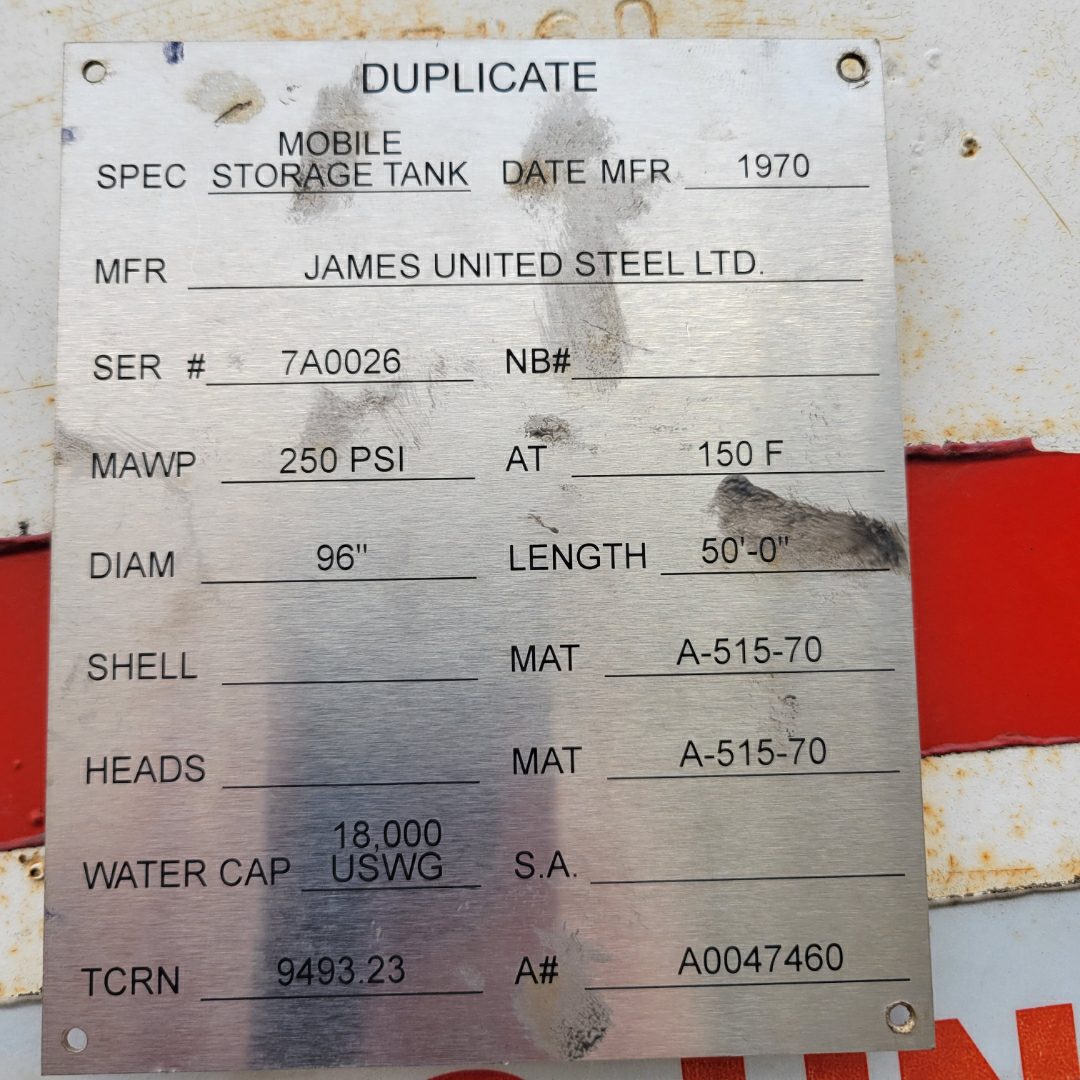 DUPLICATE
MOBILE
SPEC STORAGE TANK DATE MFR 1970
MFR JAMES UNITED STEEL LTD.
SER # 7A0026 NB#
MAWP 250 PSI AT 150 F
DIAM 96" LENGTH 50'-0"
SHELL MAT A-515-70
HEADS MAT A-515-70
18,000
WATER CAP USWG S.A.
TCRN 9493.23 A# A0047460